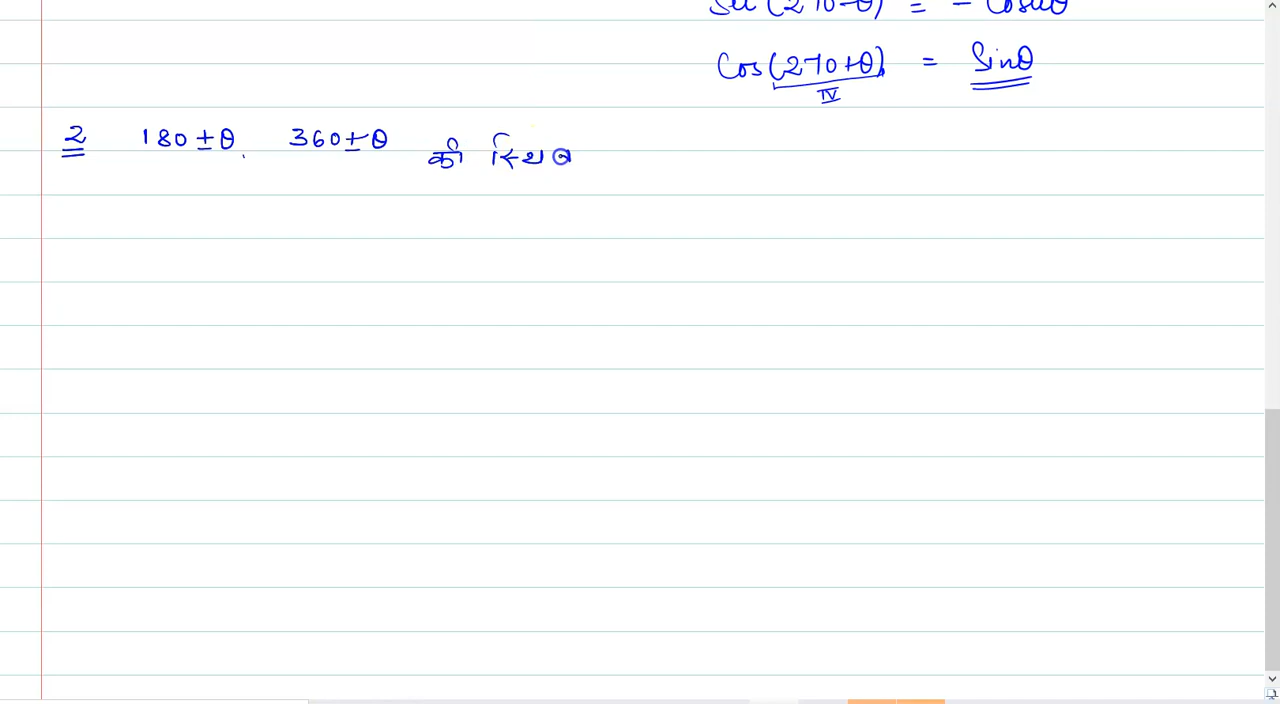 Cos(270+θ) = Sinθ
IV
2 180±θ, 360±θ की स्थि